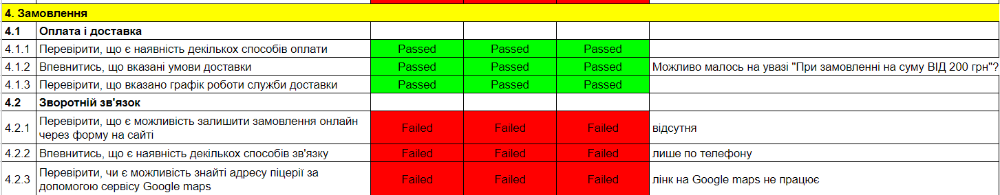 4. Замовлення
4.1 Оплата і доставка
4.1.1 Перевірити, що є наявність декількох способів оплати Passed Passed Passed
4.1.2 Впевнитись, що вказані умови доставки Passed Passed Passed Можливо малось на увазі "При замовленні на суму ВІД 200 грн"?
4.1.3 Перевірити, що вказано графік роботи служби доставки Passed Passed Passed
4.2 Зворотній зв'язок
4.2.1 Перевірити, що є можливість залишити замовлення онлайн
через форму на сайті Failed Failed Failed відсутня
4.2.2 Впевнитись, що є наявність декількох способів зв'язку Failed Failed Failed лише по телефону
4.2.3 Перевірити, чи є можливість знайті адресу піцерії за
допомогою сервісу Google maps Failed Failed Failed лінк на Google maps не працює